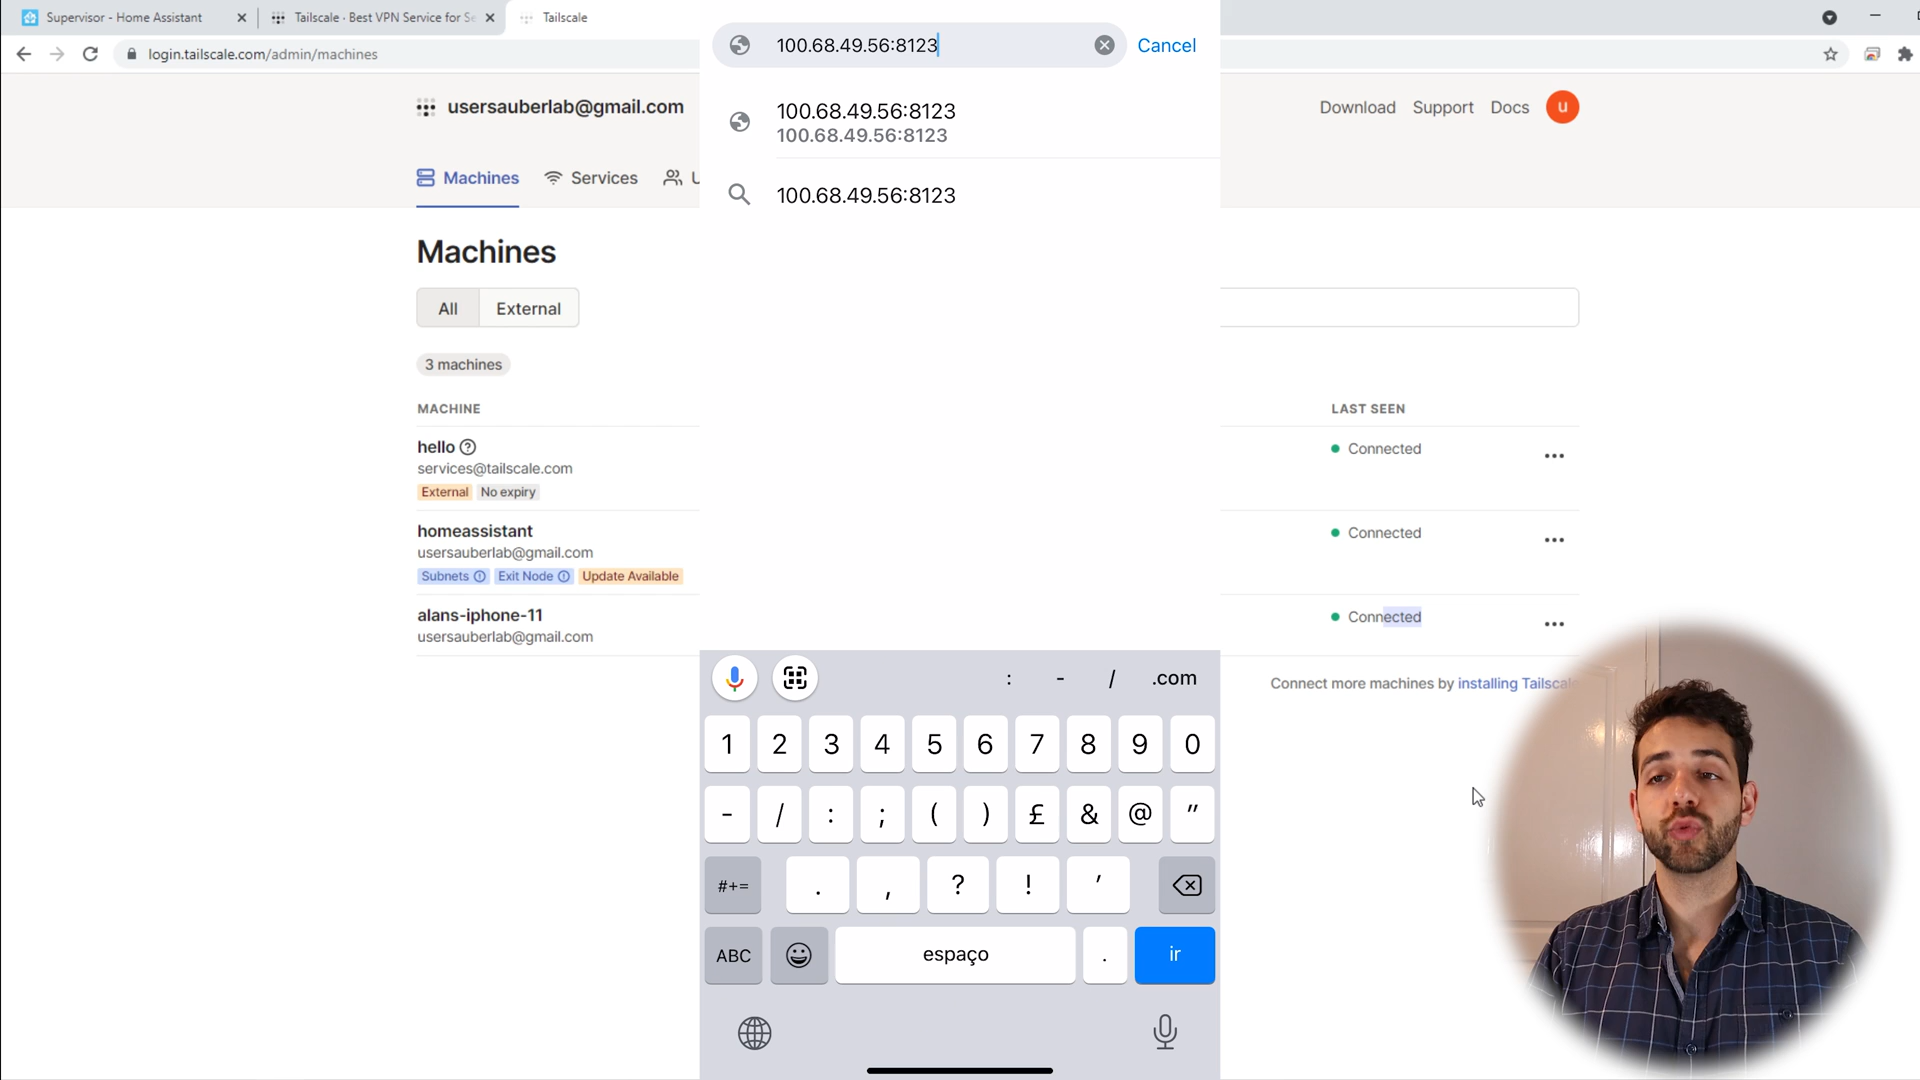 Supervisor - Home Assistant
Tailscale · Best VPN Service for Se
Tailscale
login.tailscale.com/admin/machines
100.68.49.56:8123
Cancel
100.68.49.56:8123
100.68.49.56:8123
100.68.49.56:8123
usersauberlab@gmail.com
Download Support Docs u
Machines Services U
Machines
All External
3 machines
MACHINE LAST SEEN
hello
services@tailscale.com
External No expiry
Connected
homeassistant
usersauberlab@gmail.com
Subnets Exit Node Update Available
Connected
alans-iphone-11
usersauberlab@gmail.com
Connected
Connect more machines by installing Tailscale
: - / .com
1 2 3 4 5 6 7 8 9 0
- / : ; ( ) £ & @ "
#+= . , ? ! '
ABC espaço . ir